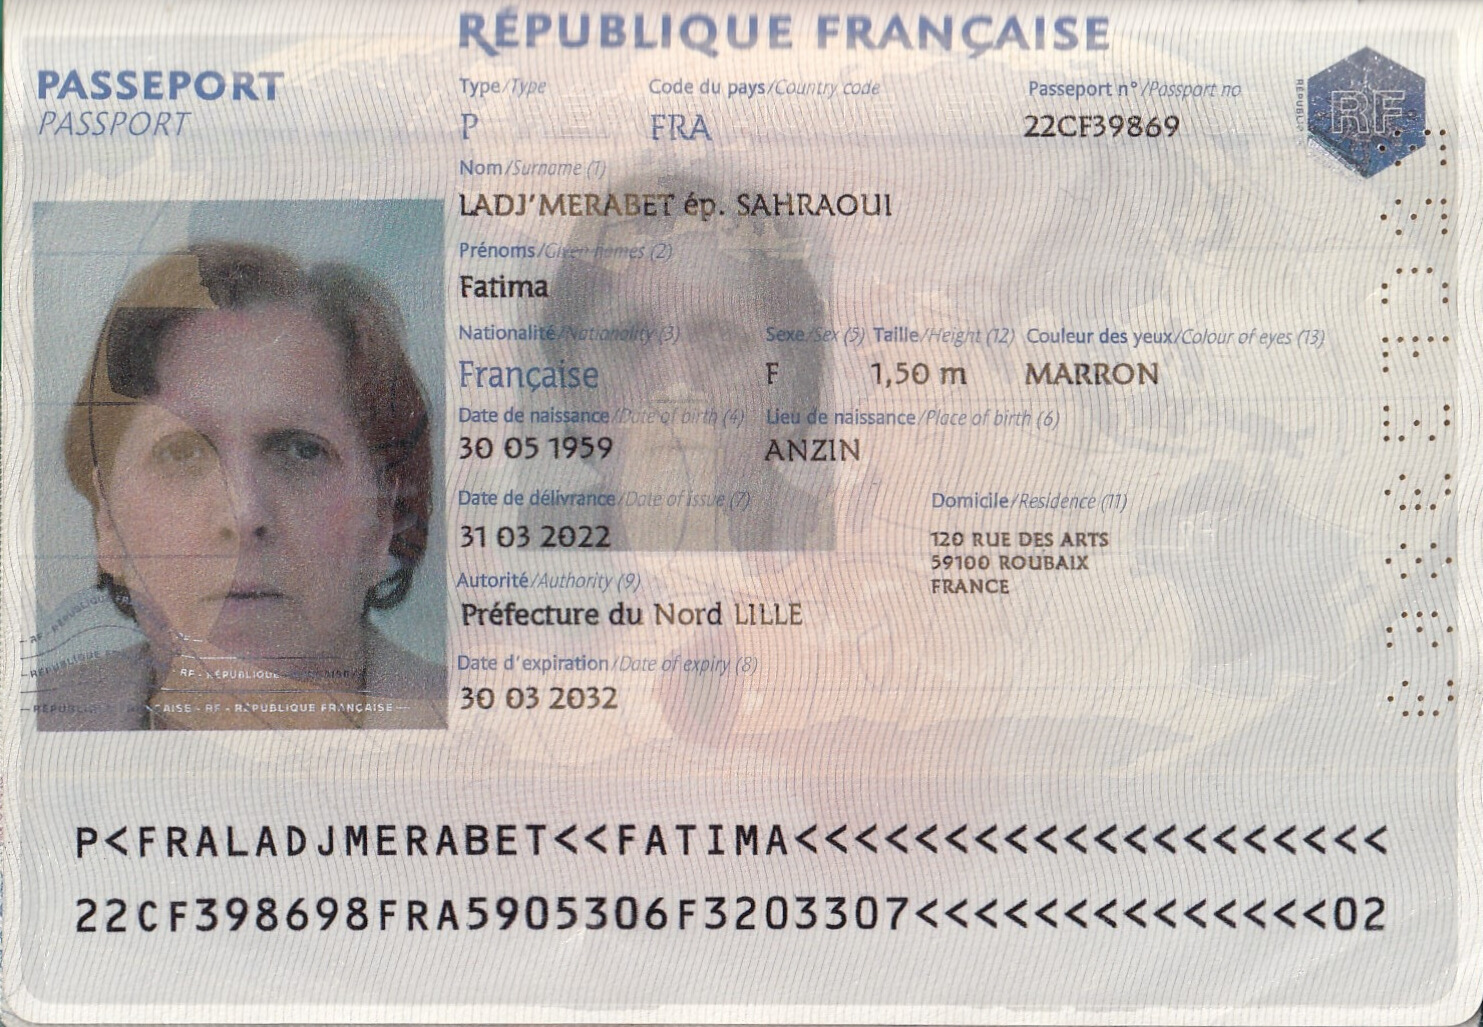 RÉPUBLIQUE FRANÇAISE
PASSEPORT
PASSPORT
Type/Type Code du pays/Country code Passeport n°/Passport no
P FRA 22CF39869
RF
Nom/Surname (1)
LADJ'MERABET ép. SAHRAOUI
Prénoms/Given names (2)
Fatima
Nationalité/Nationality (3) Sexe/Sex (5) Taille/Height (12) Couleur des yeux/Colour of eyes (13)
Française F 1,50 m MARRON
Date de naissance/Date of birth (4) Lieu de naissance/Place of birth (6)
30 05 1959 ANZIN
Date de délivrance/Date of issue (7) Domicile/Residence (11)
31 03 2022 120 RUE DES ARTS
59100 ROUBAIX
FRANCE
Autorité/Authority (9)
Préfecture du Nord LILLE
Date d'expiration/Date of expiry (8)
30 03 2032
RF - RÉPUBLIQUE
AISE - RF - RÉPUBLIQUE FRANÇAISE
P<FRALADJMERABET<<FATIMA<<<<<<<<<<<<<<<<<<<<
22CF398698FRA5905306F3203307<<<<<<<<<<<<<<02